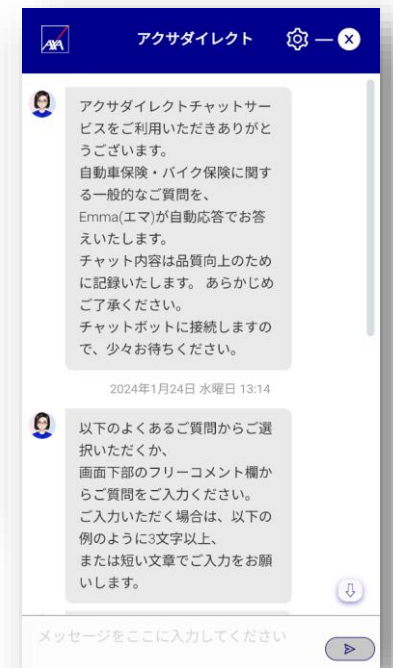 AXA
アクサダイレクト
アクサダイレクトチャットサー
ビスをご利用いただきありがと
うございます。
自動車保険・バイク保険に関す
る一般的なご質問を、
Emma(エマ)が自動応答でお答
えいたします。
チャット内容は品質向上のため
に記録いたします。 あらかじめ
ご了承ください。
チャットボットに接続しますの
で、少々お待ちください。
2024年1月24日 水曜日 13:14
以下のよくあるご質問からご選
択いただくか、
画面下部のフリーコメント欄か
らご質問をご入力ください。
ご入力いただく場合は、以下の
例のように3文字以上、
または短い文章でご入力をお願
いします。
メッセージをここに入力してください